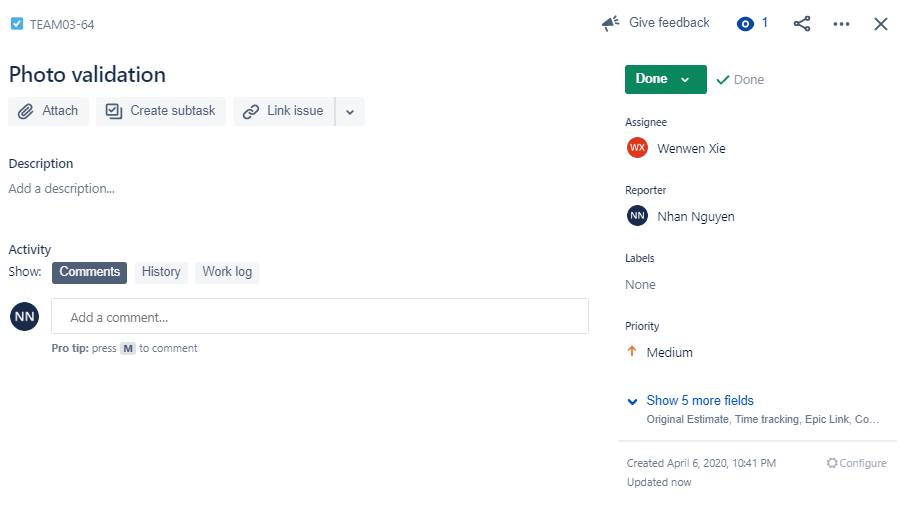 TEAM03-64
Give feedback
1
Photo validation
Attach
Create subtask
Link issue
Description
Add a description...
Activity
Show:
Comments
History
Work log
NN
Add a comment...
Pro tip: press M to comment
Done
Done
Assignee
WX
Wenwen Xie
Reporter
NN
Nhan Nguyen
Labels
None
Priority
Medium
Show 5 more fields
Original Estimate, Time tracking, Epic Link, Co...
Created April 6, 2020, 10:41 PM
Configure
Updated now